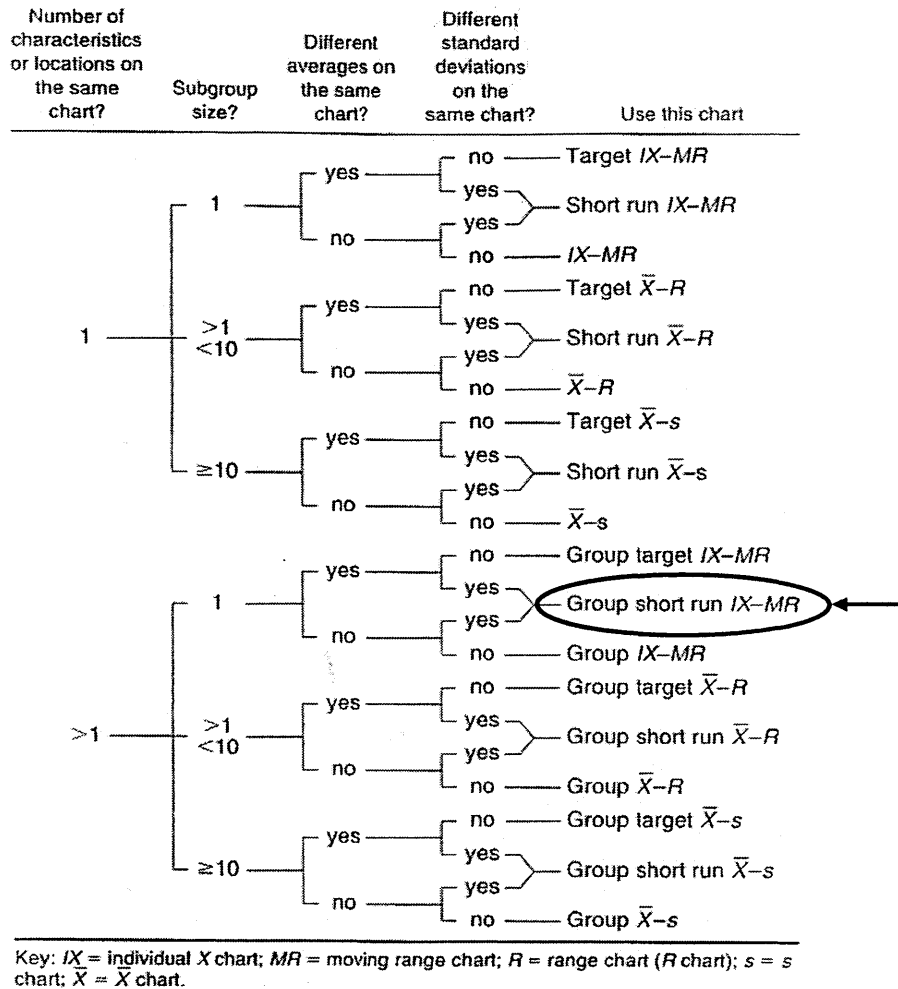 Number of
characteristics
or locations on
the same
chart?
Subgroup
size?
Different
averages on
the same
chart?
Different
standard
deviations
on the
same chart?
Use this chart
no Target IX–MR
yes
yes
1 Short run IX–MR
yes
no
no IX–MR
no Target X̄–R
yes
yes
1 >1 <10 Short run X̄–R
yes
no
no X̄–R
no Target X̄–s
yes
yes
≧10 Short run X̄–s
yes
no
no X̄–s
no Group target IX–MR
yes
yes
1 Group short run IX–MR
yes
no
no Group IX–MR
no Group target X̄–R
yes
yes
>1 >1 <10 Group short run X̄–R
yes
no
no Group X̄–R
no Group target X̄–s
yes
yes
≧10 Group short run X̄–s
yes
no
no Group X̄–s
Key: IX = individual X chart; MR = moving range chart; R = range chart (R chart); s = s
chart; X̄ = X̄ chart.